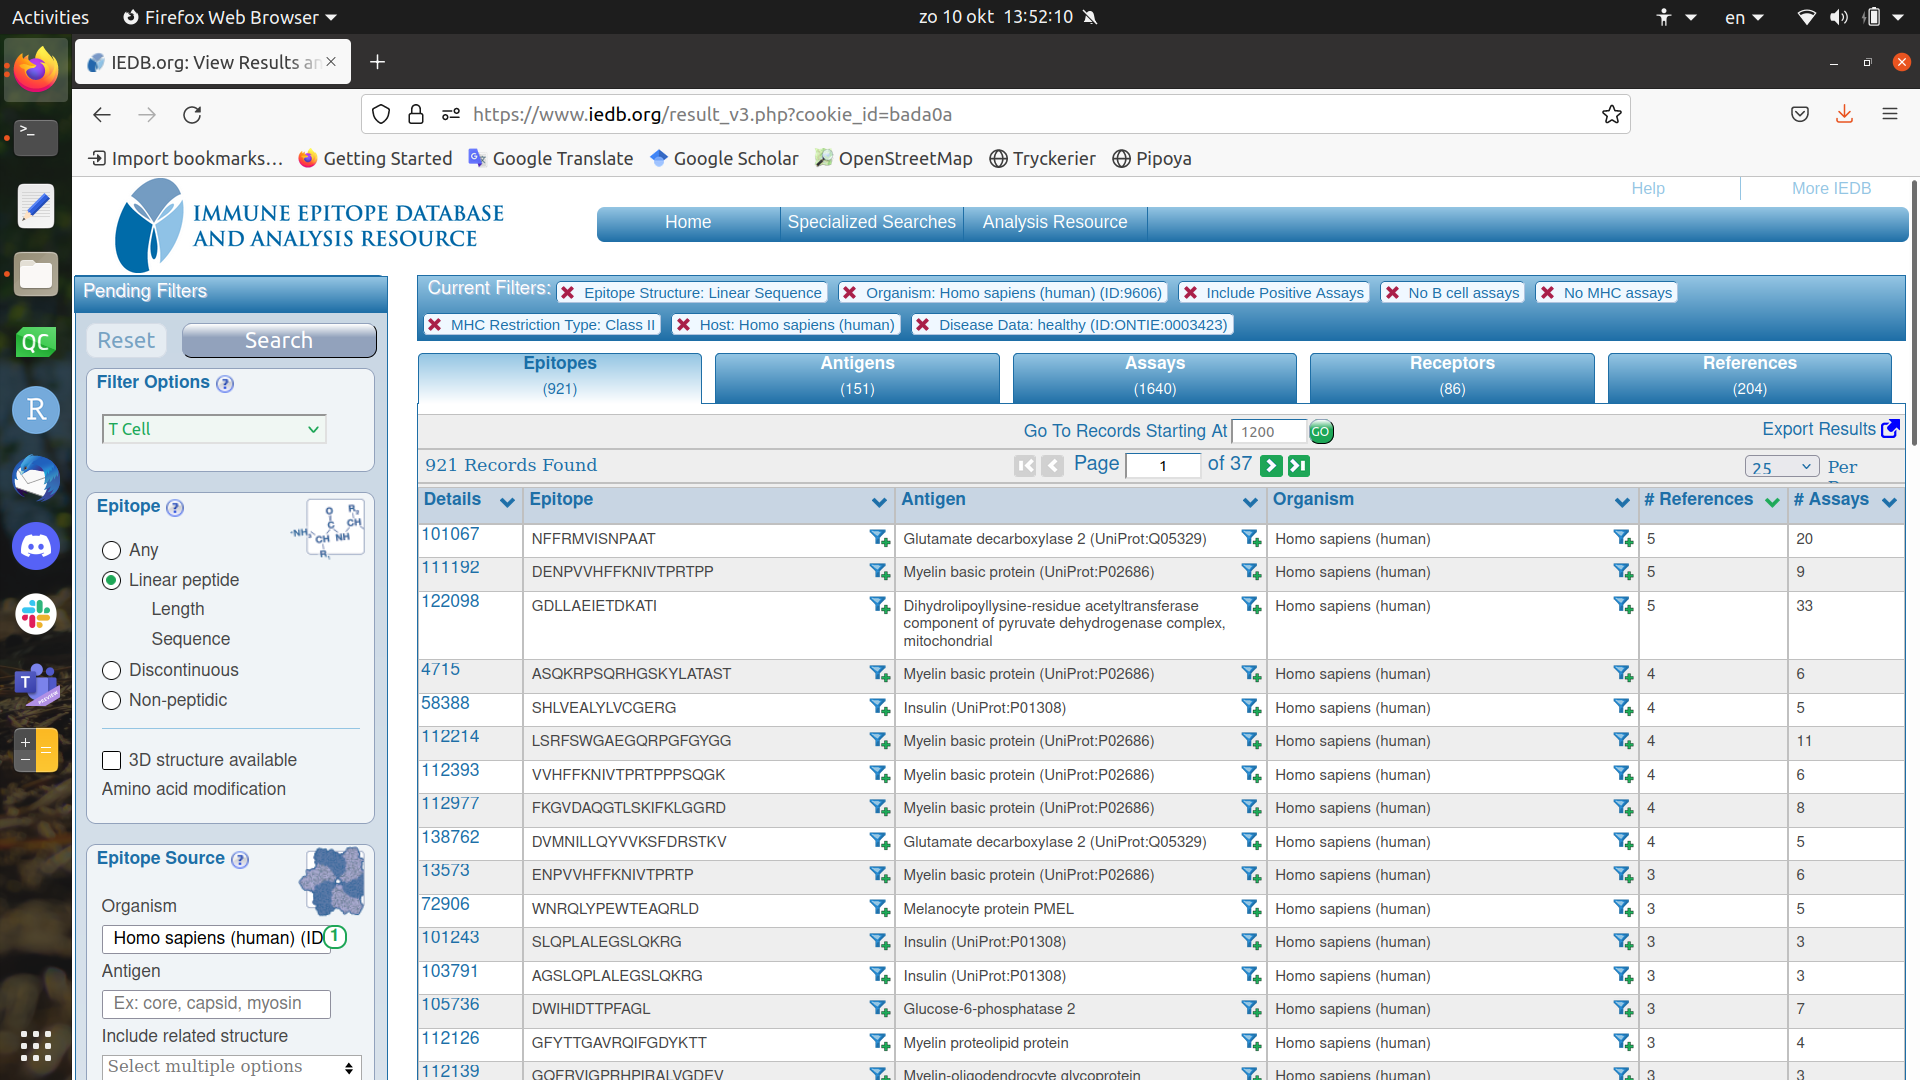 Activities
Firefox Web Browser
zo 10 okt 13:52:10
en
IEDB.org: View Results an
https://www.iedb.org/result_v3.php?cookie_id=bada0a
Import bookmarks...
Getting Started
Google Translate
Google Scholar
OpenStreetMap
Tryckerier
Pipoya
IMMUNE EPITOPE DATABASE
AND ANALYSIS RESOURCE
Help
More IEDB
Home
Specialized Searches
Analysis Resource
Pending Filters
Reset
Search
Filter Options ?
T Cell
Epitope ?
Any
Linear peptide
Length
Sequence
Discontinuous
Non-peptidic
3D structure available
Amino acid modification
Epitope Source ?
Organism
Homo sapiens (human) (ID 1
Antigen
Ex: core, capsid, myosin
Include related structure
Select multiple options
Current Filters:
Epitope Structure: Linear Sequence
Organism: Homo sapiens (human) (ID:9606)
Include Positive Assays
No B cell assays
No MHC assays
MHC Restriction Type: Class II
Host: Homo sapiens (human)
Disease Data: healthy (ID:ONTIE:0003423)
Epitopes (921)
Antigens (151)
Assays (1640)
Receptors (86)
References (204)
Go To Records Starting At 1200 GO
Export Results
921 Records Found
Page 1 of 37
25 Per
Details Epitope Antigen Organism # References # Assays
101067 NFFRMVISNPAAT Glutamate decarboxylase 2 (UniProt:Q05329) Homo sapiens (human) 5 20
111192 DENPVVHFFKNIVTPRTPP Myelin basic protein (UniProt:P02686) Homo sapiens (human) 5 9
122098 GDLLAEIETDKATI Dihydrolipoyllysine-residue acetyltransferase Homo sapiens (human) 5 33
component of pyruvate dehydrogenase complex,
mitochondrial
4715 ASQKRPSQRHGSKYLATAST Myelin basic protein (UniProt:P02686) Homo sapiens (human) 4 6
58388 SHLVEALYLVCGERG Insulin (UniProt:P01308) Homo sapiens (human) 4 5
112214 LSRFSWGAEGQRPGFGYGG Myelin basic protein (UniProt:P02686) Homo sapiens (human) 4 11
112393 VVHFFKNIVTPRTPPPSQGK Myelin basic protein (UniProt:P02686) Homo sapiens (human) 4 6
112977 FKGVDAQGTLSKIFKLGGRD Myelin basic protein (UniProt:P02686) Homo sapiens (human) 4 8
138762 DVMNILLQYVVKSFDRSTKV Glutamate decarboxylase 2 (UniProt:Q05329) Homo sapiens (human) 4 5
13573 ENPVVHFFKNIVTPRTP Myelin basic protein (UniProt:P02686) Homo sapiens (human) 3 6
72906 WNRQLYPEWTEAQRLD Melanocyte protein PMEL Homo sapiens (human) 3 5
101243 SLQPLALEGSLQKRG Insulin (UniProt:P01308) Homo sapiens (human) 3 3
103791 AGSLQPLALEGSLQKRG Insulin (UniProt:P01308) Homo sapiens (human) 3 3
105736 DWIHIDTTPFAGL Glucose-6-phosphatase 2 Homo sapiens (human) 3 7
112126 GFYTTGAVRQIFGDYKTT Myelin proteolipid protein Homo sapiens (human) 3 4
112139 GQFRVIGPRHPIRALVGDEV Myelin-oligodendrocyte glycoprotein Homo sapiens (human) 3 3